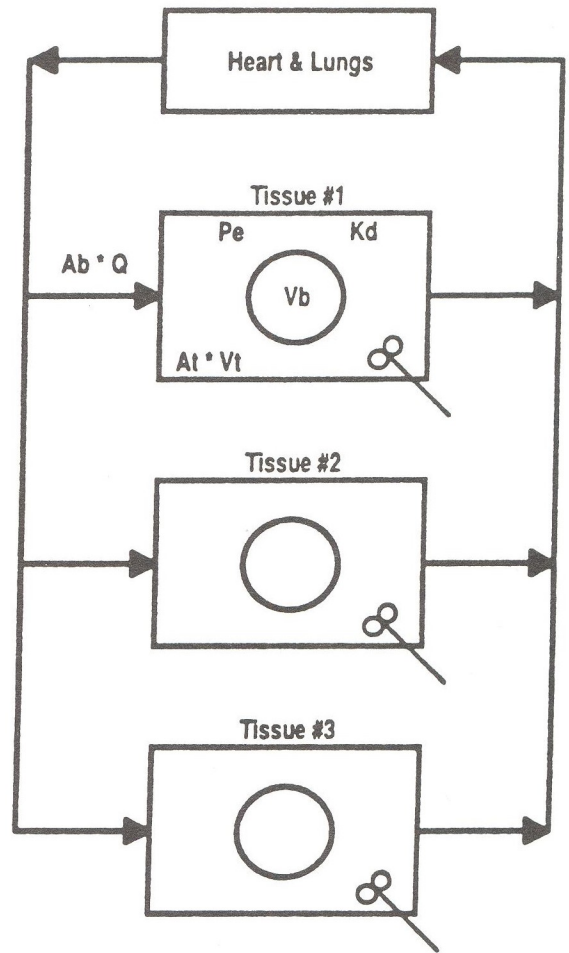 Heart & Lungs
Tissue #1
Pe Kd
Ab * Q
Vb
At * Vt
Tissue #2
Tissue #3